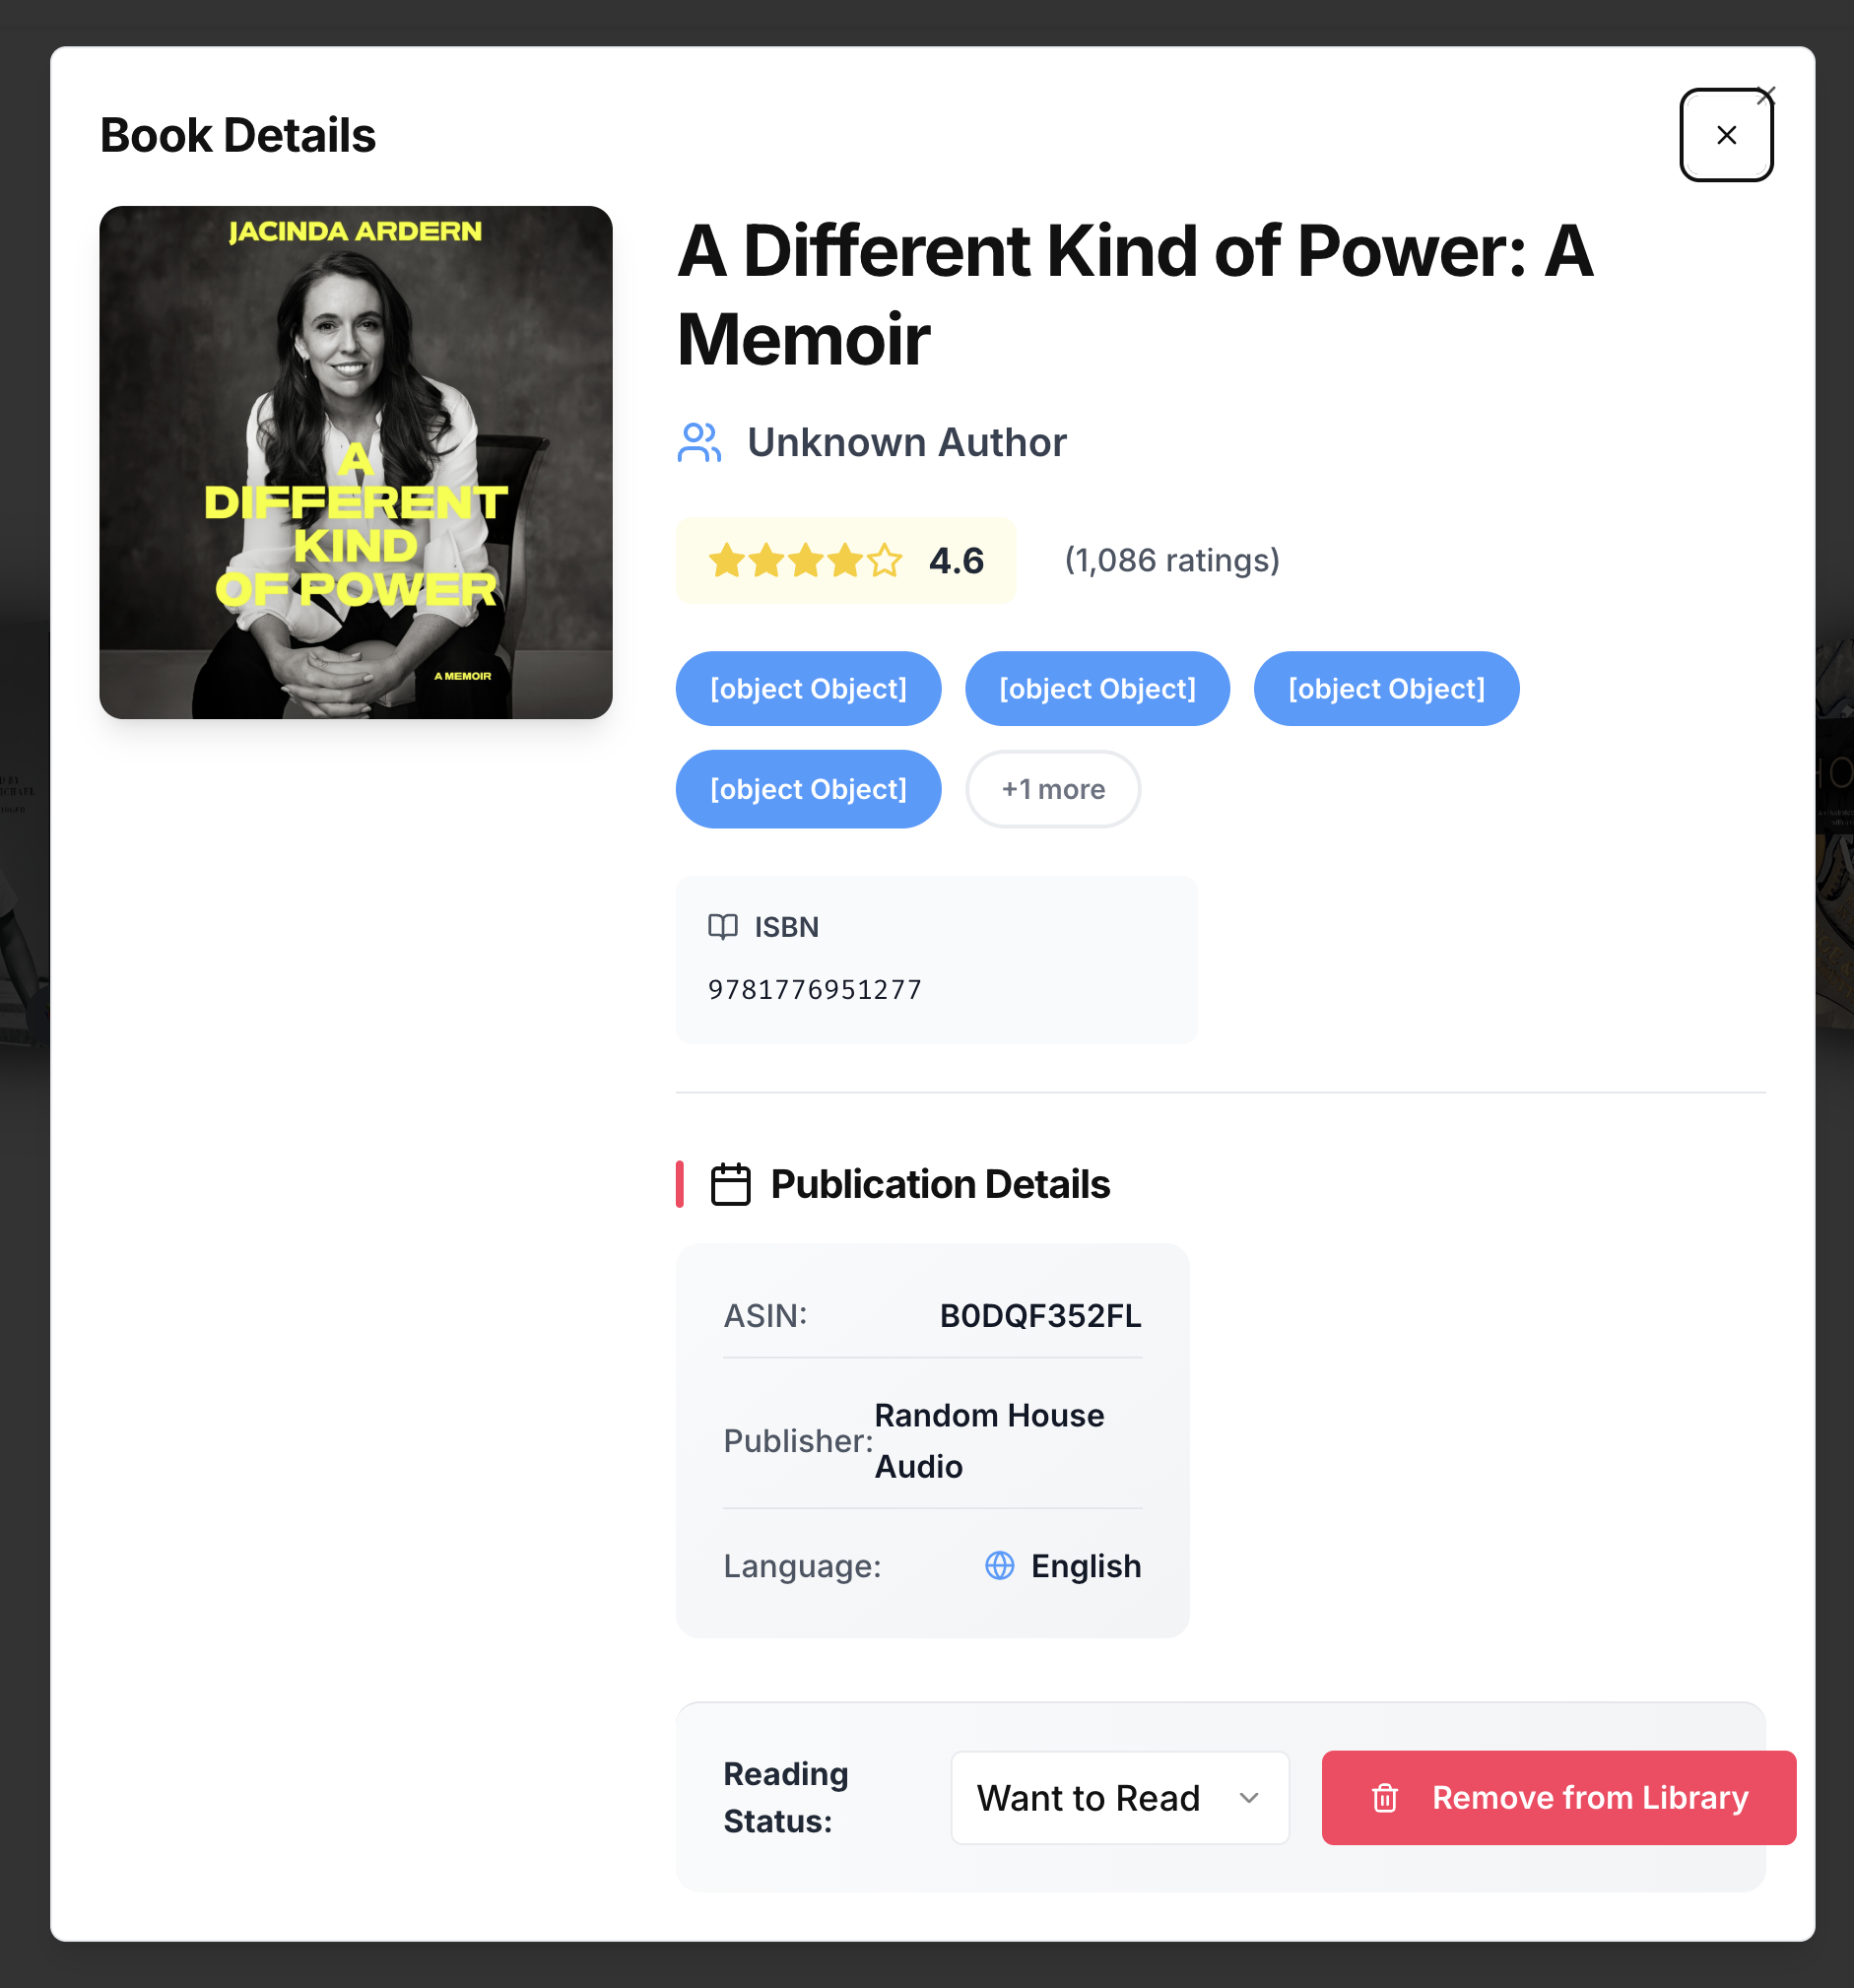 Book Details
JACINDA ARDERN
A
DIFFERENT
KIND
OF POWER
A MEMOIR
A Different Kind of Power: A
Memoir
Unknown Author
4.6 (1,086 ratings)
[object Object] [object Object] [object Object]
[object Object] +1 more
ISBN
9781776951277
Publication Details
ASIN: B0DQF352FL
Publisher: Random House
Audio
Language: English
Reading
Status:
Want to Read
Remove from Library